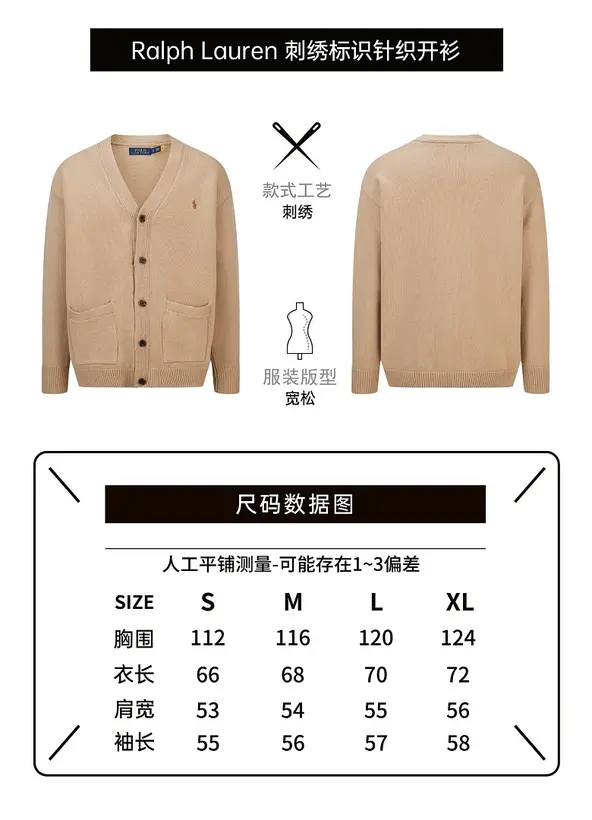 Ralph Lauren 刺绣标识针织开衫
POLO
款式工艺
刺绣
服装版型
宽松
尺码数据图
人工平铺测量-可能存在1~3偏差
SIZE S M L XL
胸围 112 116 120 124
衣长 66 68 70 72
肩宽 53 54 55 56
袖长 55 56 57 58